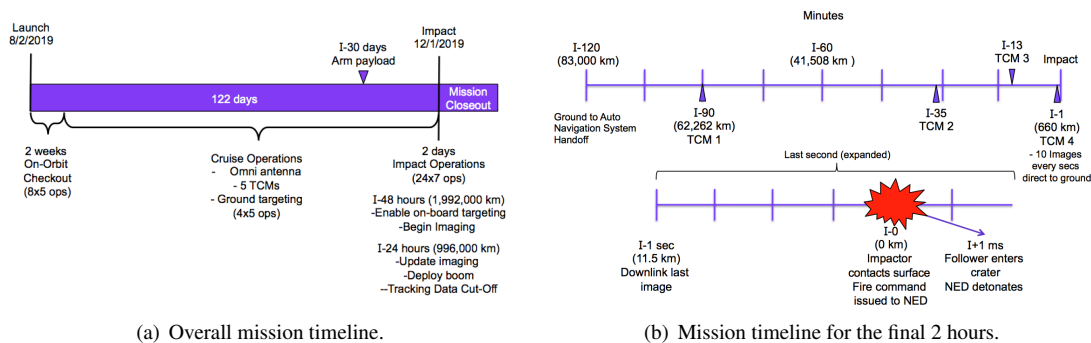 Launch
8/2/2019
I-30 days
Arm payload
Impact
12/1/2019
122 days
Mission
Closeout
2 weeks
On-Orbit
Checkout
(8x5 ops)
Cruise Operations
- Omni antenna
- 5 TCMs
- Ground targeting
(4x5 ops)
2 days
Impact Operations
(24x7 ops)
I-48 hours (1,992,000 km)
-Enable on-board targeting
-Begin Imaging
I-24 hours (996,000 km)
-Update imaging
-Deploy boom
--Tracking Data Cut-Off
(a) Overall mission timeline.
Minutes
I-120
(83,000 km)
I-60
(41,508 km)
I-13
TCM 3
Impact
Ground to Auto
Navigation System
Handoff
I-90
(62,262 km)
TCM 1
I-35
TCM 2
I-1
(660 km)
TCM 4
- 10 Images
every secs
direct to ground
Last second (expanded)
I-1 sec
(11.5 km)
Downlink last
image
I-0
(0 km)
Impactor
contacts surface
Fire command
issued to NED
I+1 ms
Follower enters
crater
NED detonates
(b) Mission timeline for the final 2 hours.